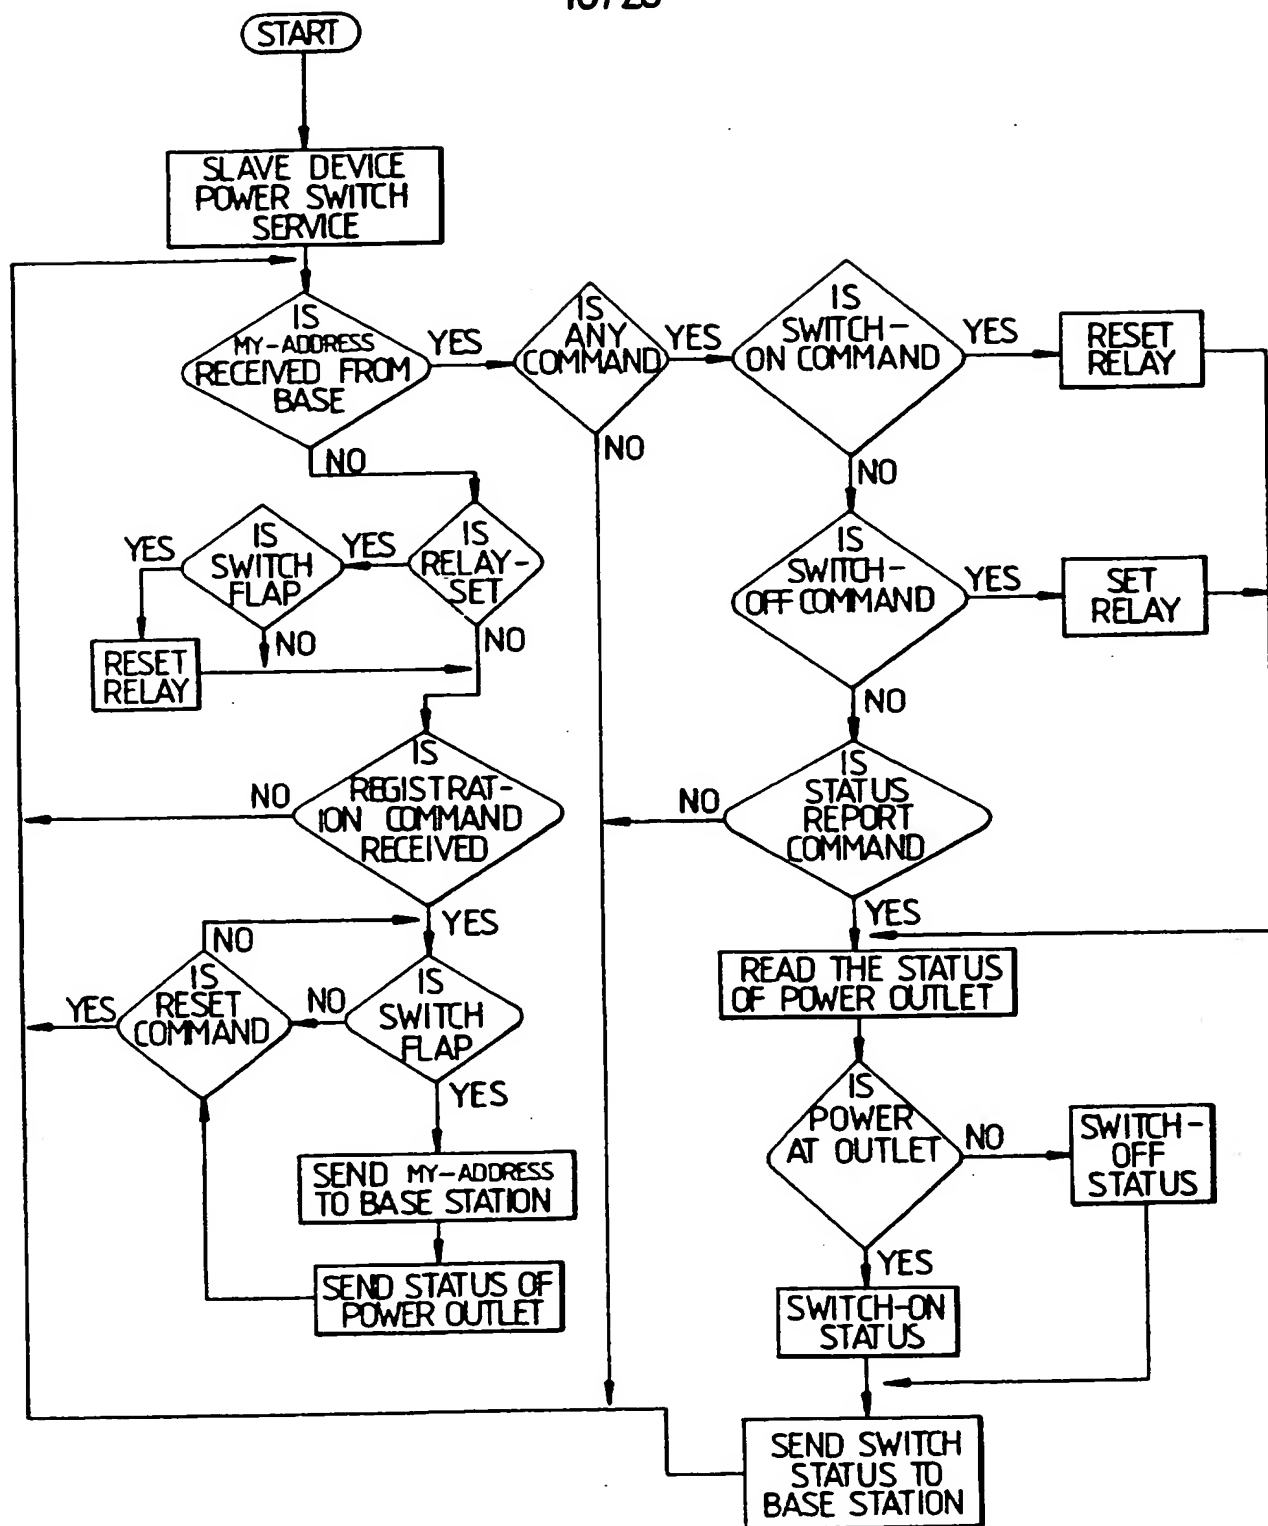 START
SLAVE DEVICE
POWER SWITCH
SERVICE
IS
MY-ADDRESS
RECEIVED FROM
BASE
YES
IS
ANY
COMMAND
YES
IS
SWITCH-
ON COMMAND
YES
RESET
RELAY
NO
NO
NO
IS
RELAY-
SET
YES
IS
SWITCH
FLAP
YES
NO
NO
RESET
RELAY
IS
SWITCH-
OFF COMMAND
YES
SET
RELAY
NO
IS
REGISTRAT-
ION COMMAND
RECEIVED
NO
IS
STATUS
REPORT
COMMAND
NO
YES
YES
NO
IS
RESET
COMMAND
YES
NO
IS
SWITCH
FLAP
YES
READ THE STATUS
OF POWER OUTLET
IS
POWER
AT OUTLET
NO
SWITCH-
OFF
STATUS
SEND MY-ADDRESS
TO BASE STATION
SEND STATUS OF
POWER OUTLET
YES
SWITCH-ON
STATUS
SEND SWITCH
STATUS TO
BASE STATION